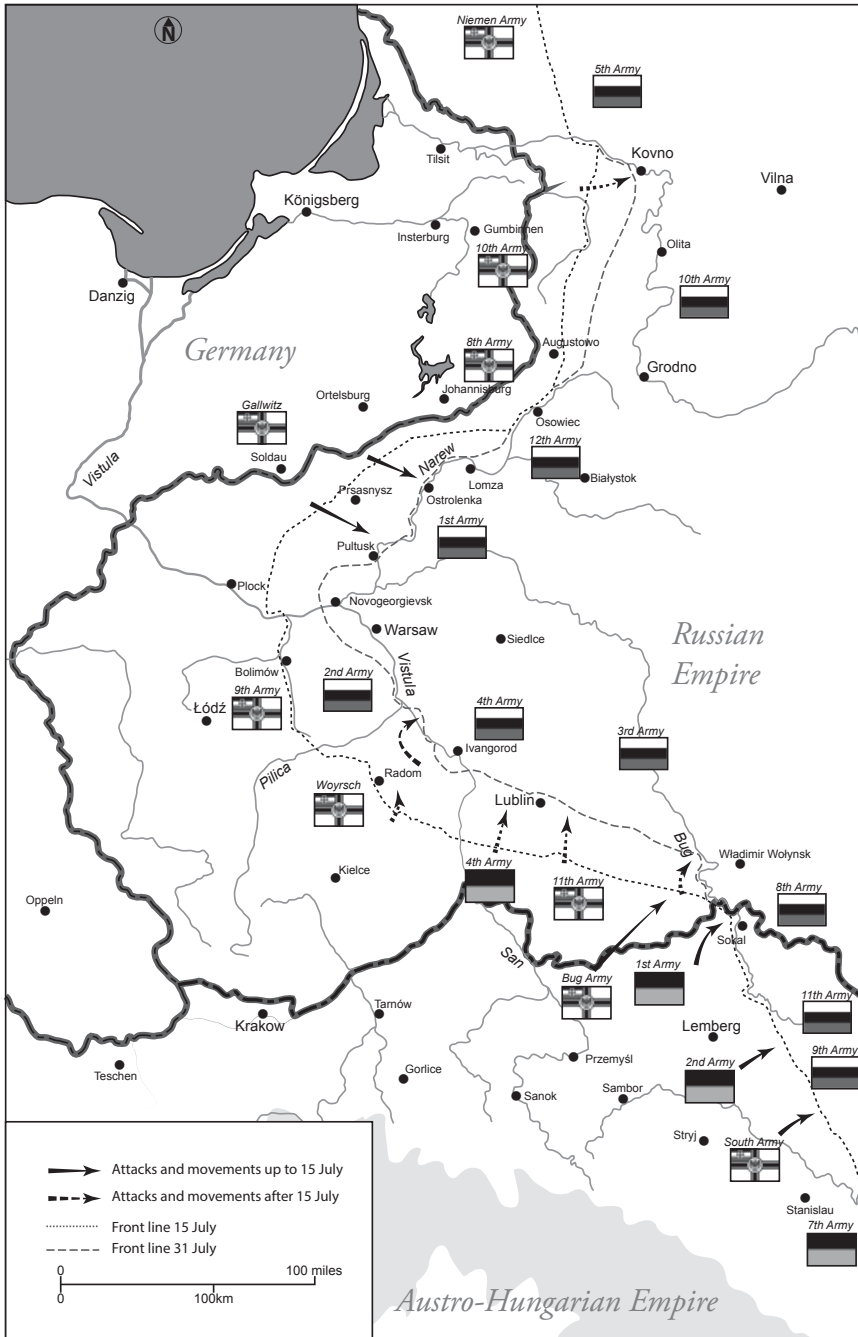 N
Niemen Army
5th Army
Tilsit
Kovno
Vilna
Königsberg
Insterburg
Gumbinnen
Olita
10th Army
10th Army
Danzig
Germany
8th Army
Augustowo
Grodno
Johannisburg
Ortelsburg
Gallwitz
Osowiec
Soldau
Vistula
Narew
12th Army
Lomza
Białystok
Prsasnysz
Ostrolenka
1st Army
Pultusk
Plock
Novogeorgievsk
Warsaw
Siedlce
Russian
Empire
Bolimów
Vistula
2nd Army
9th Army
Łódź
4th Army
3rd Army
Ivangorod
Pilica
Radom
Woyrsch
Lublin
Bug
Władimir Wołynsk
Kielce
4th Army
11th Army
8th Army
Oppeln
Sokal
San
Bug Army
1st Army
11th Army
Krakow
Tarnów
Lemberg
9th Army
Przemyśl
2nd Army
Teschen
Gorlice
Sanok
Sambor
Stryj
South Army
Stanislau
7th Army
Attacks and movements up to 15 July
Attacks and movements after 15 July
Front line 15 July
Front line 31 July
0 100 miles
0 100km
Austro-Hungarian Empire